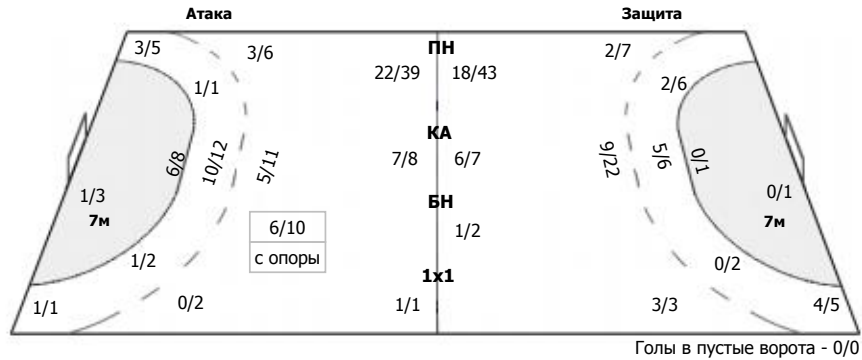 Атака Защита
3/5 3/6 ПН 2/7
22/39 18/43
1/1 2/6
КА
6/8 10/12 5/11 7/8 6/7 9/22 5/6 0/1
1/3 БН 0/1
7м 7м
6/10 1/2
с опоры
1/2 0/2
1х1
1/1 0/2 1/1 3/3 4/5
Голы в пустые ворота - 0/0